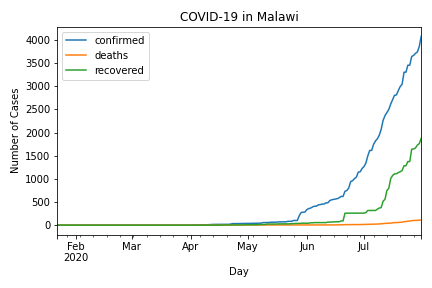 COVID-19 in Malawi
confirmed
deaths
recovered
Number of Cases
4000
3500
3000
2500
2000
1500
1000
500
0
Feb Mar Apr May Jun Jul
2020
Day